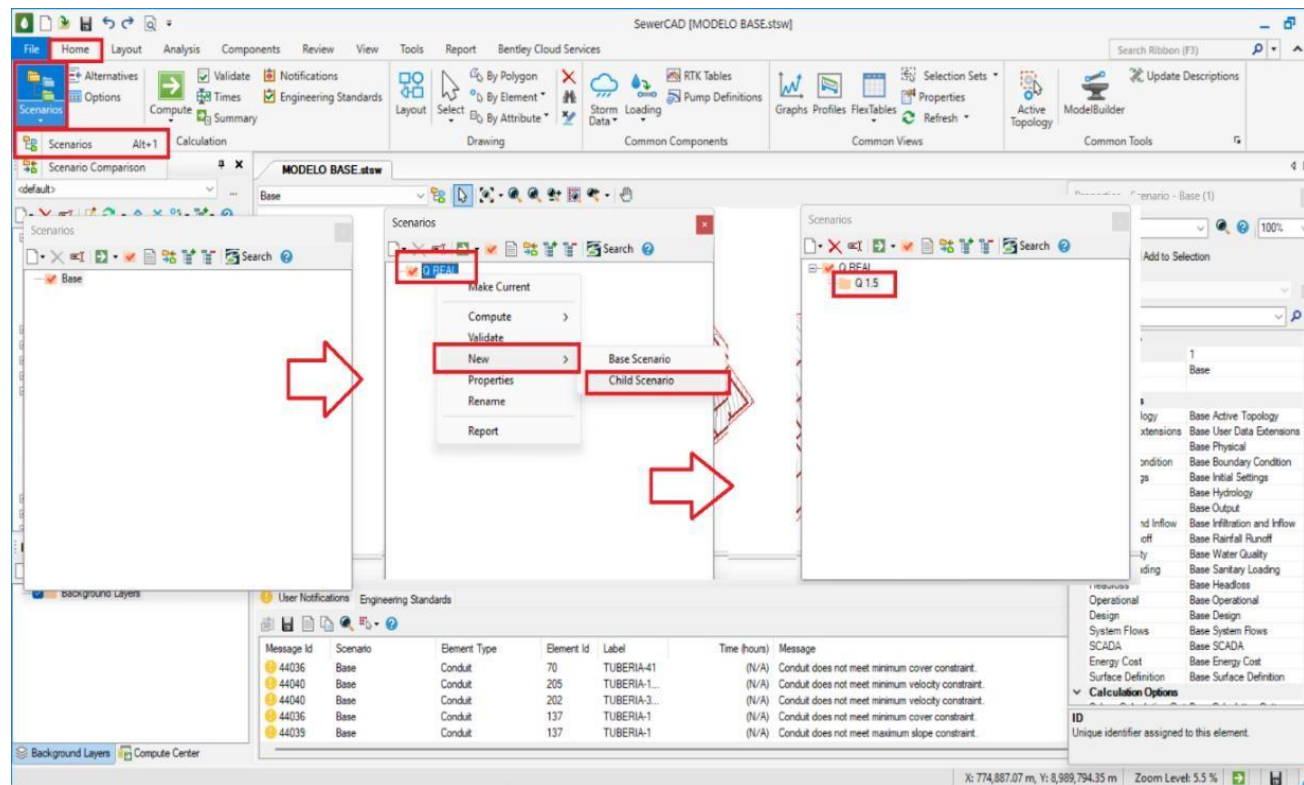 SewerCAD [MODELO BASE.stsw]
File Home Layout Analysis Components Review View Tools Report Bentley Cloud Services Search Ribbon (F3)
Scenarios
Alternatives
Options
Compute
Validate
Times
Summary
Notifications
Engineering Standards
Calculation
Layout
Select
By Polygon
By Element
By Attribute
Drawing
Storm Data
Loading
RTK Tables
Pump Definitions
Common Components
Graphs Profiles FlexTables
Selection Sets
Properties
Refresh
Common Views
Active Topology
ModelBuilder
Update Descriptions
Common Tools
Scenarios Alt+1
Scenario Comparison
<default>
MODELO BASE.stsw
Base
Scenario - Base (1)
100%
Add to Selection
Scenarios
Search
Base
Scenarios
Search
Q REAL
Make Current
Compute
Validate
New
Properties
Rename
Report
Base Scenario
Child Scenario
Scenarios
Search
Q REAL
Q 1.5
1
Base
Base Active Topology
Base User Data Extensions
Base Physical
Base Boundary Condition
Base Initial Settings
Base Hydrology
Base Output
Base Infiltration and Inflow
Base Rainfall Runoff
Base Water Quality
Base Sanitary Loading
Headloss Base Headloss
Operational Base Operational
Design Base Design
System Flows Base System Flows
SCADA Base SCADA
Energy Cost Base Energy Cost
Surface Definition Base Surface Definition
Calculation Options
ID
Unique identifier assigned to this element.
Background Layers
User Notifications Engineering Standards
Message Id Scenario Element Type Element Id Label Time (hours) Message
44036 Base Conduit 70 TUBERIA-41 (N/A) Conduit does not meet minimum cover constraint.
44040 Base Conduit 205 TUBERIA-1... (N/A) Conduit does not meet minimum velocity constraint.
44040 Base Conduit 202 TUBERIA-3... (N/A) Conduit does not meet minimum velocity constraint.
44036 Base Conduit 137 TUBERIA-1 (N/A) Conduit does not meet minimum cover constraint.
44039 Base Conduit 137 TUBERIA-1 (N/A) Conduit does not meet maximum slope constraint.
Background Layers Compute Center
X: 774,887.07 m, Y: 8,989,794.35 m Zoom Level: 5.5 %